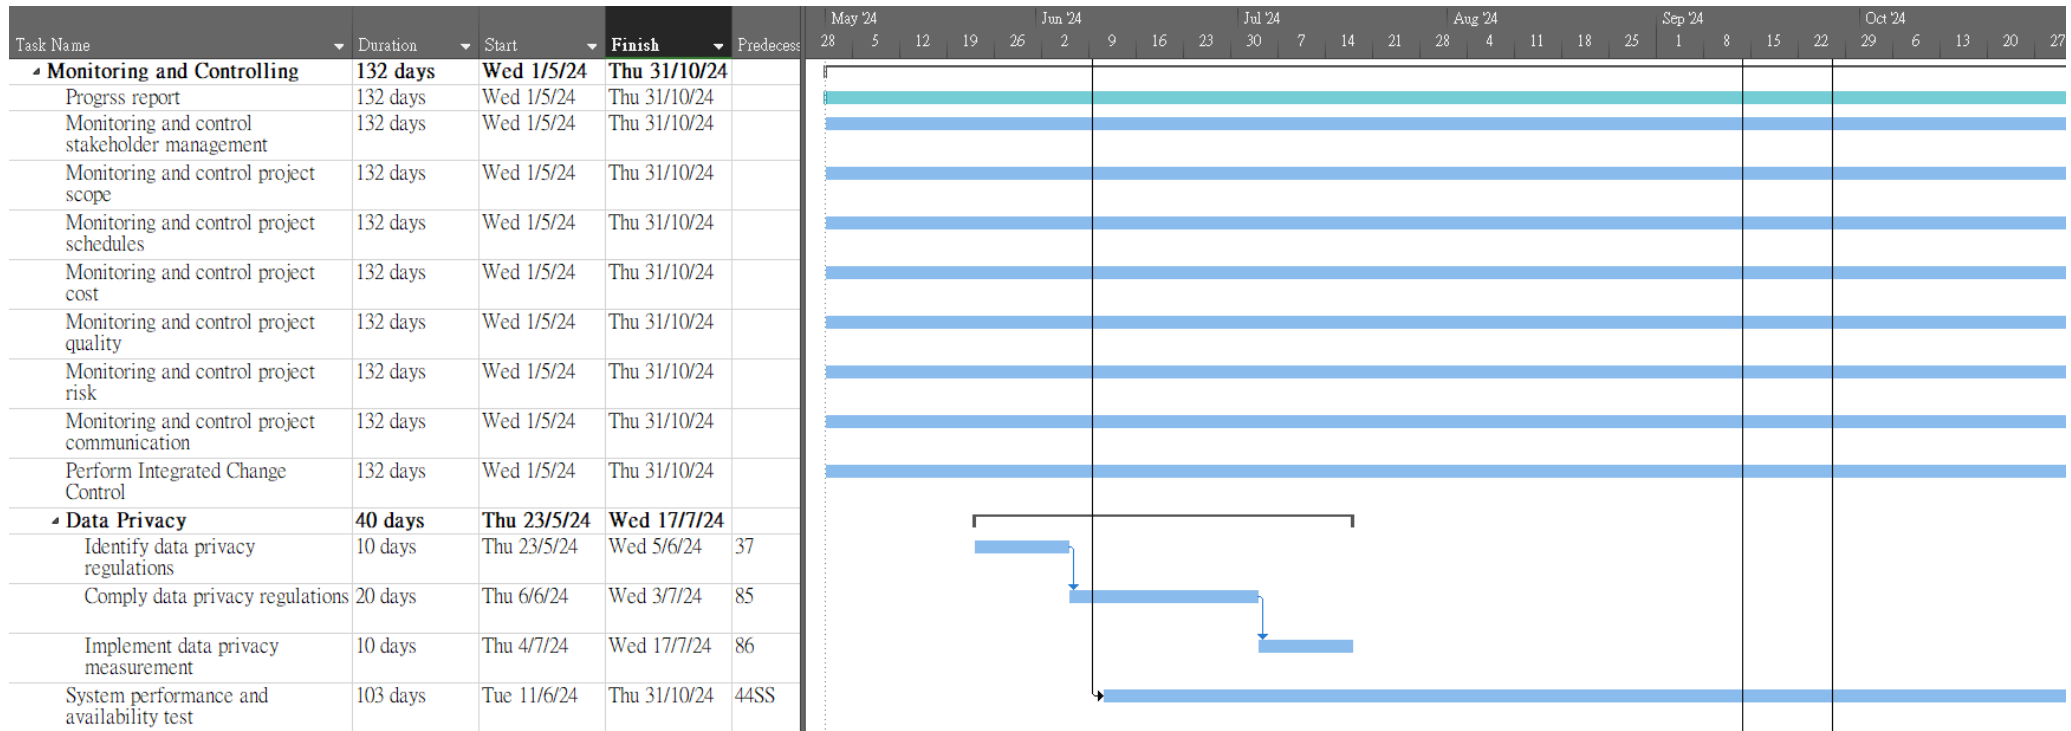 May '24 Jun '24 Jul '24 Aug '24 Sep '24 Oct '24
Task Name Duration Start Finish Predecess 28 5 12 19 26 2 9 16 23 30 7 14 21 28 4 11 18 25 1 8 15 22 29 6 13 20 27
Monitoring and Controlling 132 days Wed 1/5/24 Thu 31/10/24
Progrss report 132 days Wed 1/5/24 Thu 31/10/24
Monitoring and control 132 days Wed 1/5/24 Thu 31/10/24
stakeholder management
Monitoring and control project 132 days Wed 1/5/24 Thu 31/10/24
scope
Monitoring and control project 132 days Wed 1/5/24 Thu 31/10/24
schedules
Monitoring and control project 132 days Wed 1/5/24 Thu 31/10/24
cost
Monitoring and control project 132 days Wed 1/5/24 Thu 31/10/24
quality
Monitoring and control project 132 days Wed 1/5/24 Thu 31/10/24
risk
Monitoring and control project 132 days Wed 1/5/24 Thu 31/10/24
communication
Perform Integrated Change 132 days Wed 1/5/24 Thu 31/10/24
Control
Data Privacy 40 days Thu 23/5/24 Wed 17/7/24
Identify data privacy 10 days Thu 23/5/24 Wed 5/6/24 37
regulations
Comply data privacy regulations 20 days Thu 6/6/24 Wed 3/7/24 85
Implement data privacy 10 days Thu 4/7/24 Wed 17/7/24 86
measurement
System performance and 103 days Tue 11/6/24 Thu 31/10/24 44SS
availability test